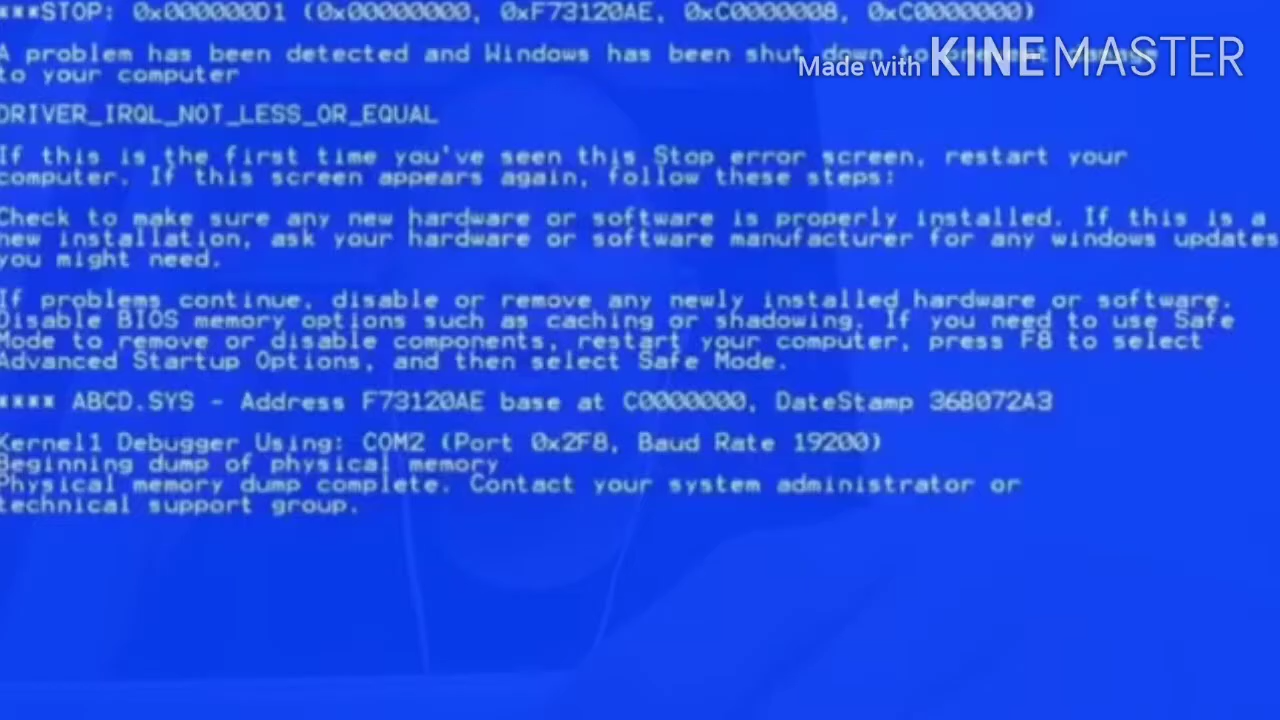 ***STOP: 0x000000D1 (0x00000000, 0xF73120AE, 0xC0000008, 0xC0000000)
A problem has been detected and Windows has been shut down to prevent damage
to your computer
Made with KINEMASTER
DRIVER_IRQL_NOT_LESS_OR_EQUAL
If this is the first time you've seen this Stop error screen, restart your
computer. If this screen appears again, follow these steps:
Check to make sure any new hardware or software is properly installed. If this is a
new installation, ask your hardware or software manufacturer for any windows updates
you might need.
If problems continue, disable or remove any newly installed hardware or software.
Disable BIOS memory options such as caching or shadowing. If you need to use Safe
Mode to remove or disable components, restart your computer, press F8 to select
Advanced Startup Options, and then select Safe Mode.
**** ABCD.SYS - Address F73120AE base at C0000000, DateStamp 36B072A3
Kernel1 Debugger Using: COM2 (Port 0x2F8, Baud Rate 19200)
Beginning dump of physical memory
Physical memory dump complete. Contact your system administrator or
technical support group.